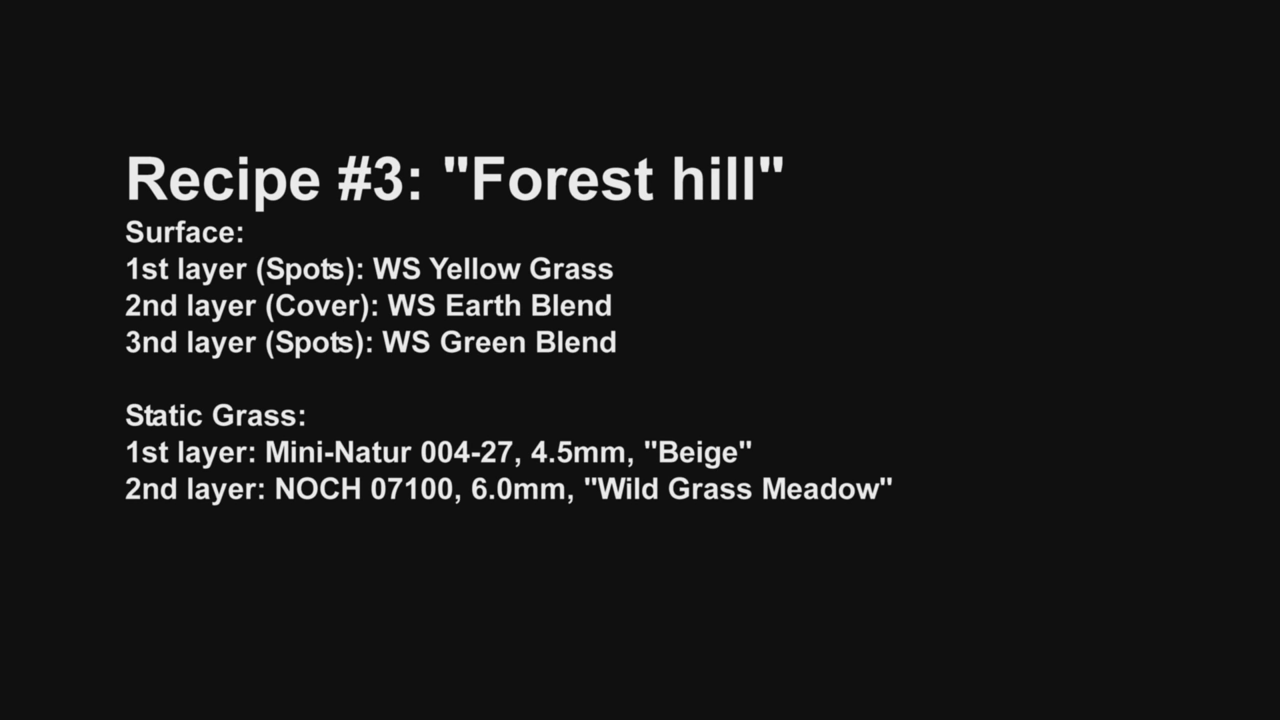 Recipe #3: "Forest hill"
Surface:
1st layer (Spots): WS Yellow Grass
2nd layer (Cover): WS Earth Blend
3nd layer (Spots): WS Green Blend
Static Grass:
1st layer: Mini-Natur 004-27, 4.5mm, "Beige"
2nd layer: NOCH 07100, 6.0mm, "Wild Grass Meadow"